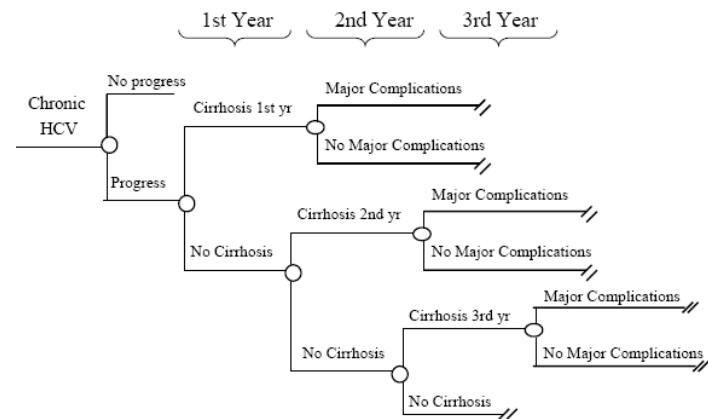 1st Year 2nd Year 3rd Year
No progress
Chronic
HCV
Progress
Cirrhosis 1st yr
Major Complications
No Major Complications
No Cirrhosis
Cirrhosis 2nd yr
Major Complications
No Major Complications
No Cirrhosis
Cirrhosis 3rd yr
Major Complications
No Major Complications
No Cirrhosis